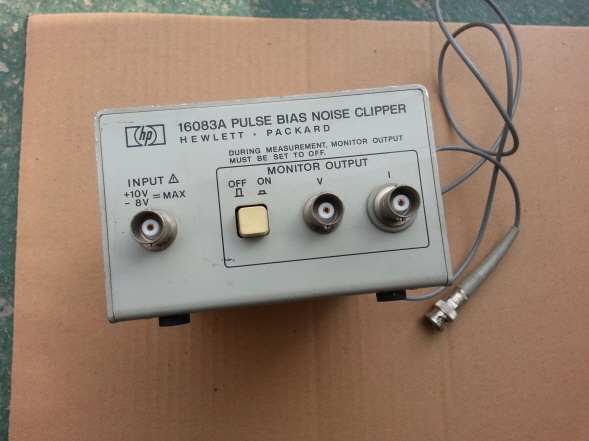 hp
16083A PULSE BIAS NOISE CLIPPER
HEWLETT · PACKARD
DURING MEASUREMENT, MONITOR OUTPUT
MUST BE SET TO OFF.
INPUT ⚠
+10V
- 8V = MAX
MONITOR OUTPUT
OFF ON
V
I